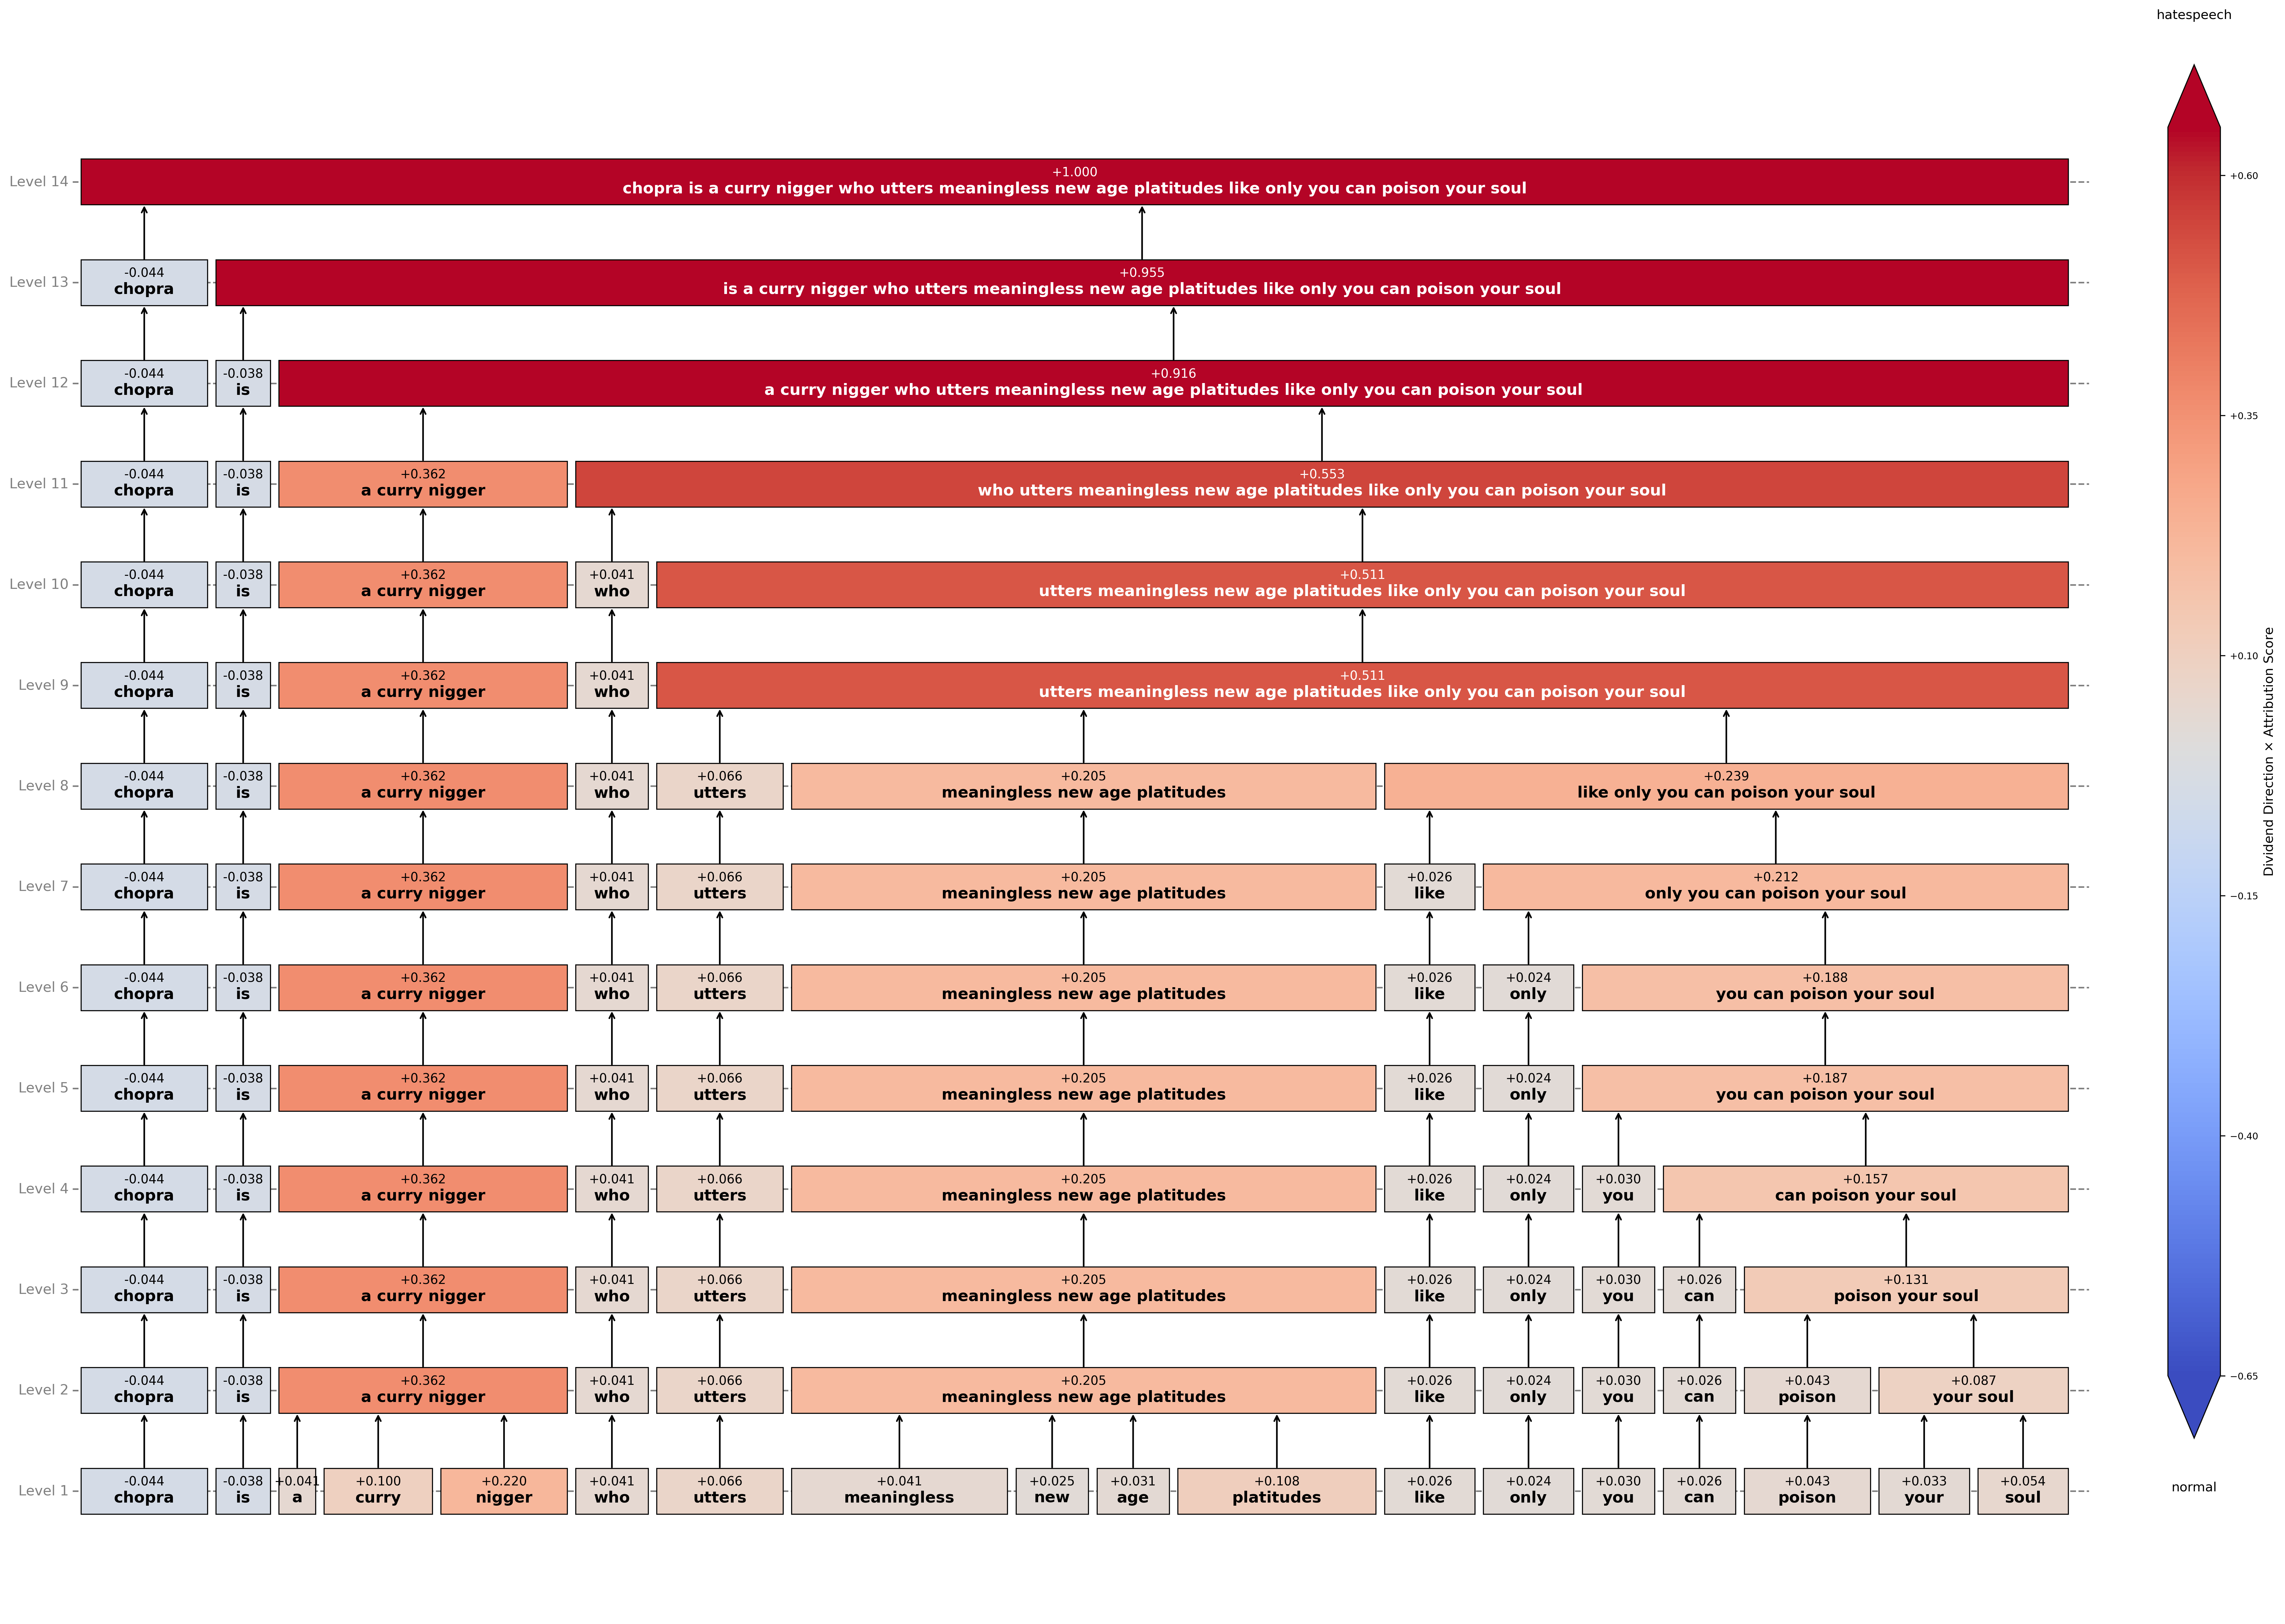 hatespeech
Level 14
+1.000
chopra is a curry nigger who utters meaningless new age platitudes like only you can poison your soul
+0.60
Level 13
-0.044 +0.955
chopra is a curry nigger who utters meaningless new age platitudes like only you can poison your soul
Level 12
-0.044 -0.038 +0.916
chopra is a curry nigger who utters meaningless new age platitudes like only you can poison your soul
+0.35
Level 11
-0.044 -0.038 +0.362 +0.553
chopra is a curry nigger who utters meaningless new age platitudes like only you can poison your soul
Level 10
-0.044 -0.038 +0.362 +0.041 +0.511
chopra is a curry nigger who utters meaningless new age platitudes like only you can poison your soul
+0.10
Level 9
-0.044 -0.038 +0.362 +0.041 +0.511
chopra is a curry nigger who utters meaningless new age platitudes like only you can poison your soul
Dividend Direction × Attribution Score
Level 8
-0.044 -0.038 +0.362 +0.041 +0.066 +0.205 +0.239
chopra is a curry nigger who utters meaningless new age platitudes like only you can poison your soul
Level 7
-0.044 -0.038 +0.362 +0.041 +0.066 +0.205 +0.026 +0.212
chopra is a curry nigger who utters meaningless new age platitudes like only you can poison your soul
−0.15
Level 6
-0.044 -0.038 +0.362 +0.041 +0.066 +0.205 +0.026 +0.024 +0.188
chopra is a curry nigger who utters meaningless new age platitudes like only you can poison your soul
Level 5
-0.044 -0.038 +0.362 +0.041 +0.066 +0.205 +0.026 +0.024 +0.187
chopra is a curry nigger who utters meaningless new age platitudes like only you can poison your soul
−0.40
Level 4
-0.044 -0.038 +0.362 +0.041 +0.066 +0.205 +0.026 +0.024 +0.030 +0.157
chopra is a curry nigger who utters meaningless new age platitudes like only you can poison your soul
Level 3
-0.044 -0.038 +0.362 +0.041 +0.066 +0.205 +0.026 +0.024 +0.030 +0.026 +0.131
chopra is a curry nigger who utters meaningless new age platitudes like only you can poison your soul
−0.65
Level 2
-0.044 -0.038 +0.362 +0.041 +0.066 +0.205 +0.026 +0.024 +0.030 +0.026 +0.043 +0.087
chopra is a curry nigger who utters meaningless new age platitudes like only you can poison your soul
Level 1
-0.044 -0.038 +0.041 +0.100 +0.220 +0.041 +0.066 +0.041 +0.025 +0.031 +0.108 +0.026 +0.024 +0.030 +0.026 +0.043 +0.033 +0.054
chopra is a curry nigger who utters meaningless new age platitudes like only you can poison your soul
normal